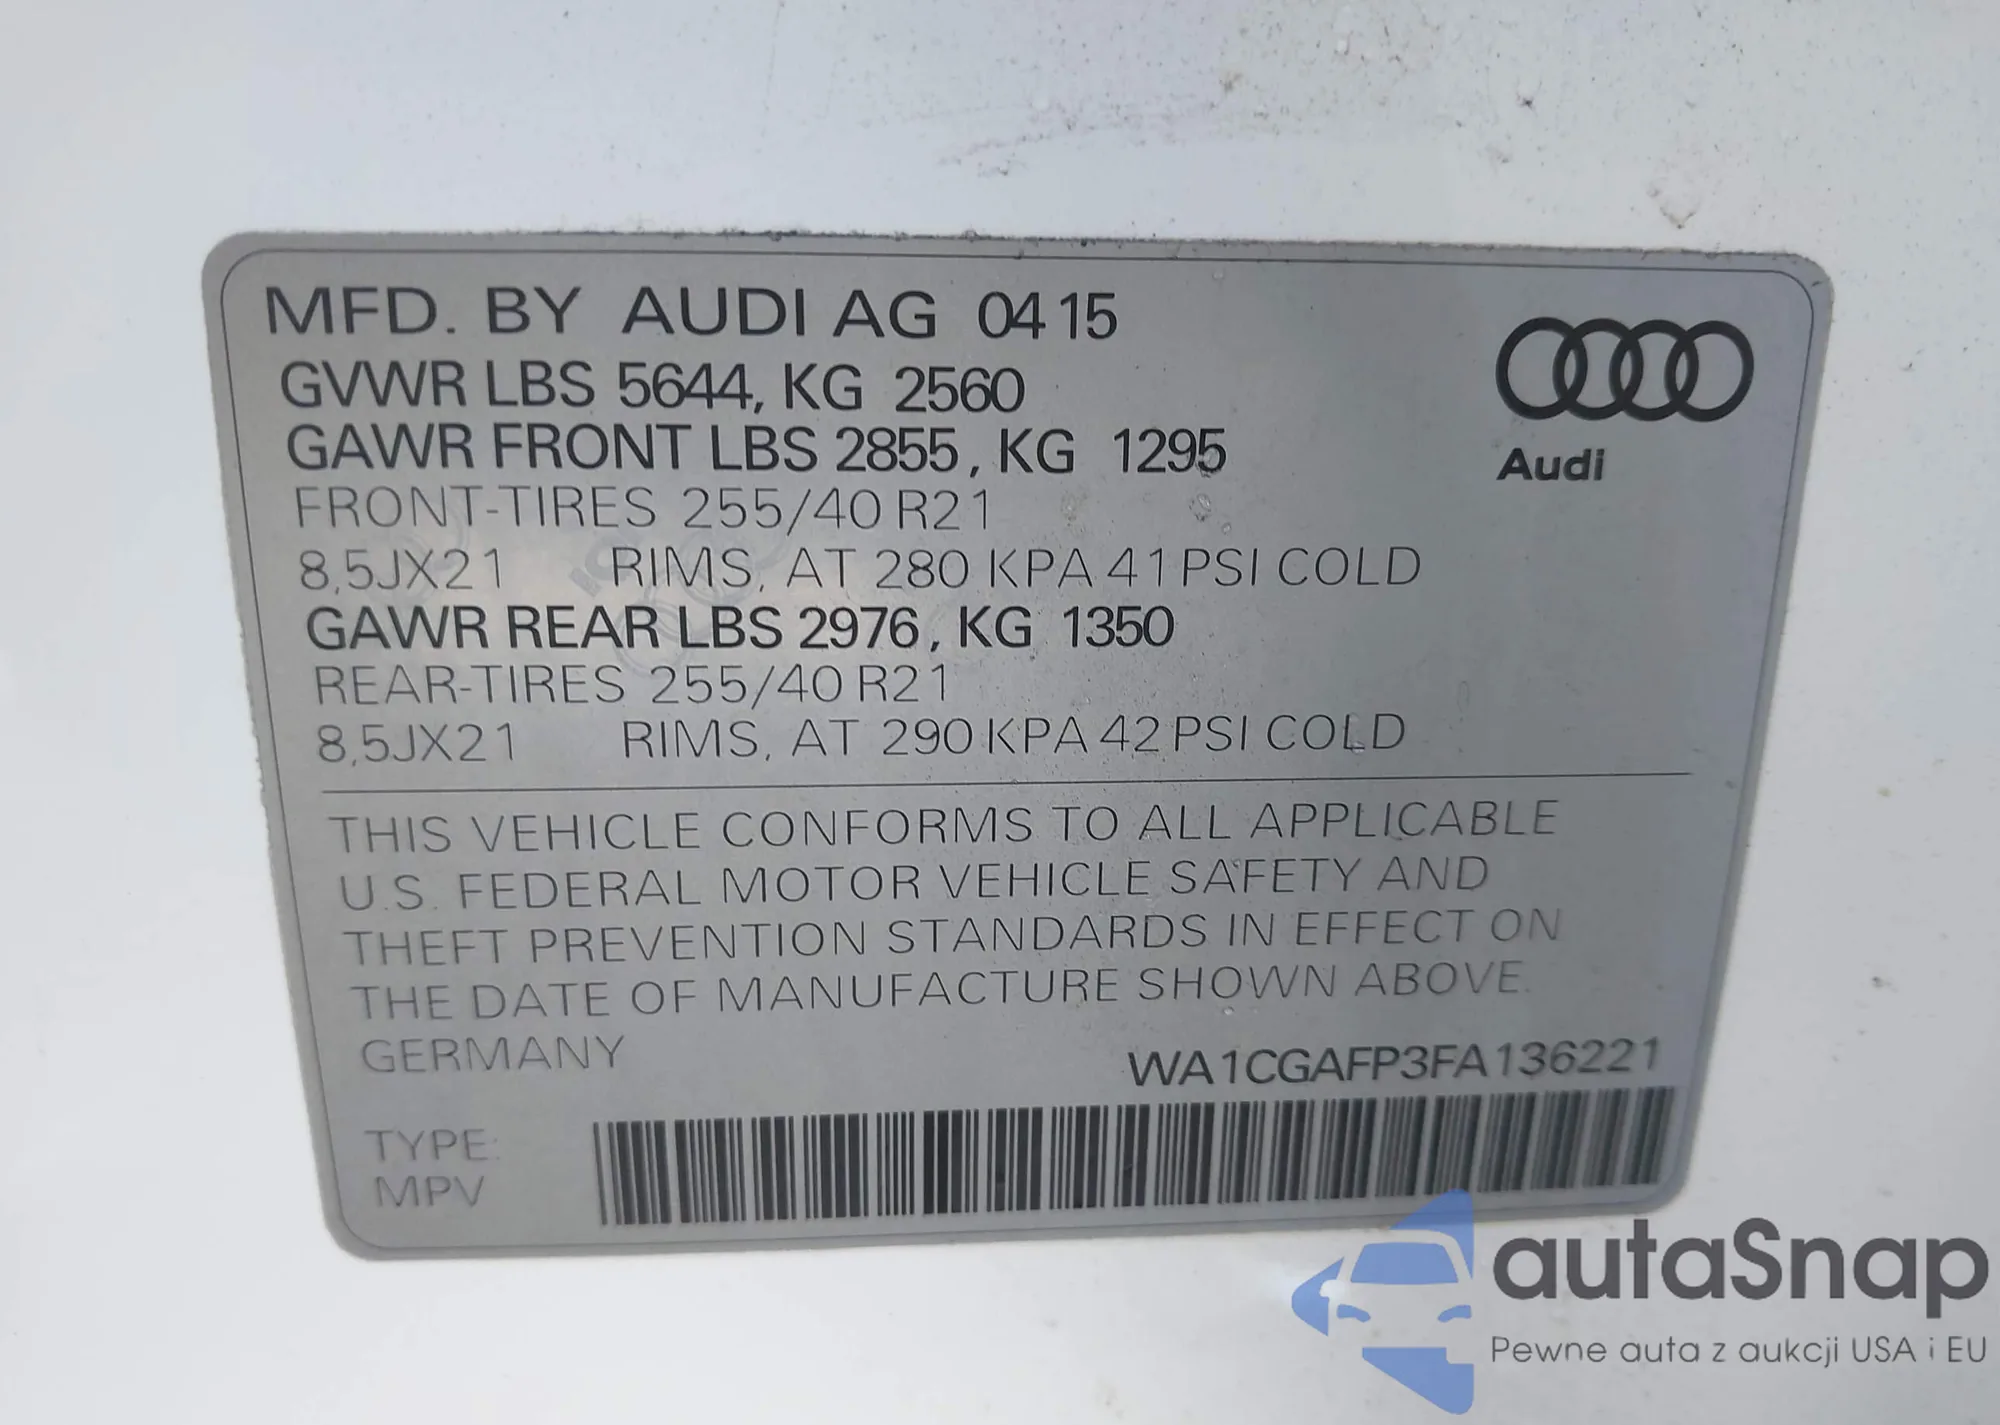 MFD. BY AUDI AG 04 15
GVWR LBS 5644, KG 2560
GAWR FRONT LBS 2855, KG 1295
FRONT-TIRES 255/40 R21
8,5JX21 RIMS, AT 280 KPA 41 PSI COLD
GAWR REAR LBS 2976, KG 1350
REAR-TIRES 255/40 R21
8,5JX21 RIMS, AT 290 KPA 42 PSI COLD
Audi
THIS VEHICLE CONFORMS TO ALL APPLICABLE
U.S. FEDERAL MOTOR VEHICLE SAFETY AND
THEFT PREVENTION STANDARDS IN EFFECT ON
THE DATE OF MANUFACTURE SHOWN ABOVE.
GERMANY WA1CGAFP3FA136221
TYPE:
MPV
autaSnap
Pewne auta z aukcji USA i EU